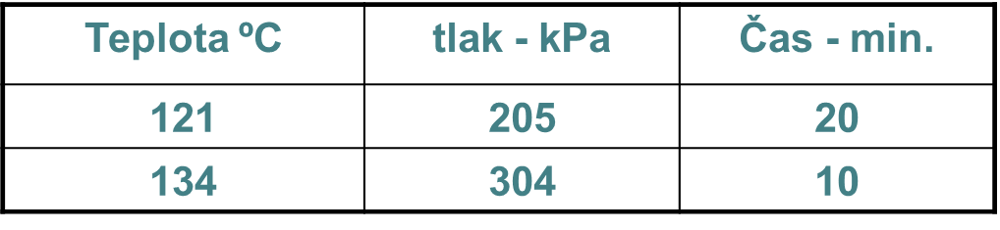 Teplota ºC tlak - kPa Čas - min.
121 205 20
134 304 10